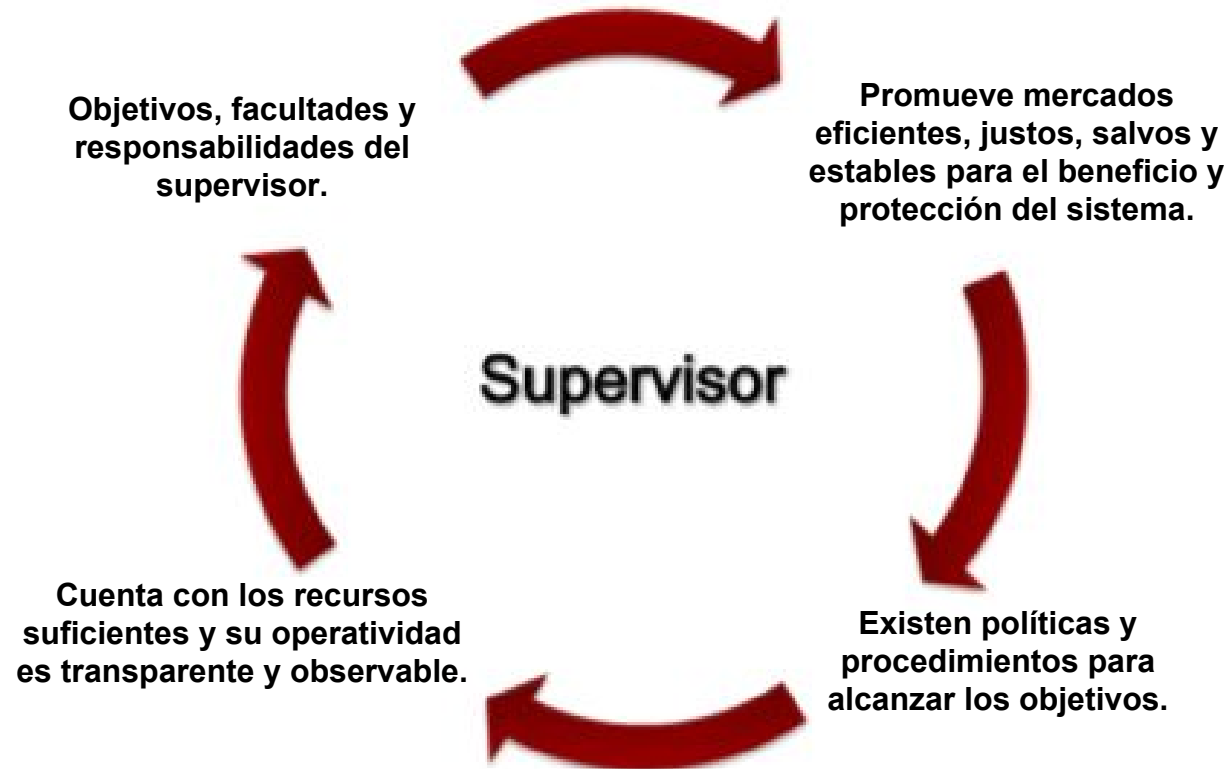 Objetivos, facultades y
responsabilidades del
supervisor.
Promueve mercados
eficientes, justos, salvos y
estables para el beneficio y
protección del sistema.
Supervisor
Cuenta con los recursos
suficientes y su operatividad
es transparente y observable.
Existen políticas y
procedimientos para
alcanzar los objetivos.